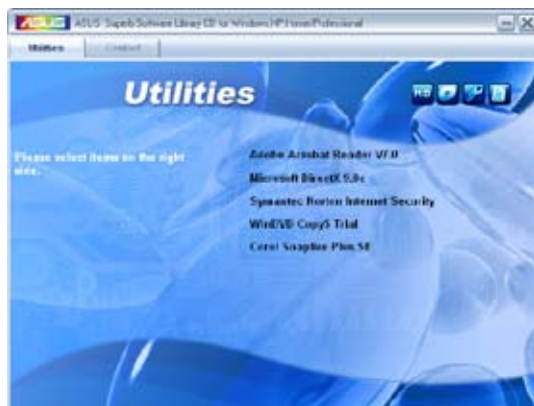 ASUS ASUS Superb Software Library CD for Windows XP Home/Professional
Utilities
Contact
Utilities
Please select items on the right side.
Adobe Acrobat Reader V7.0
Microsoft DirectX 9.0c
Symantec Norton Internet Security
WinDVD Copy5 Trial
Corel Snapfire Plus SE